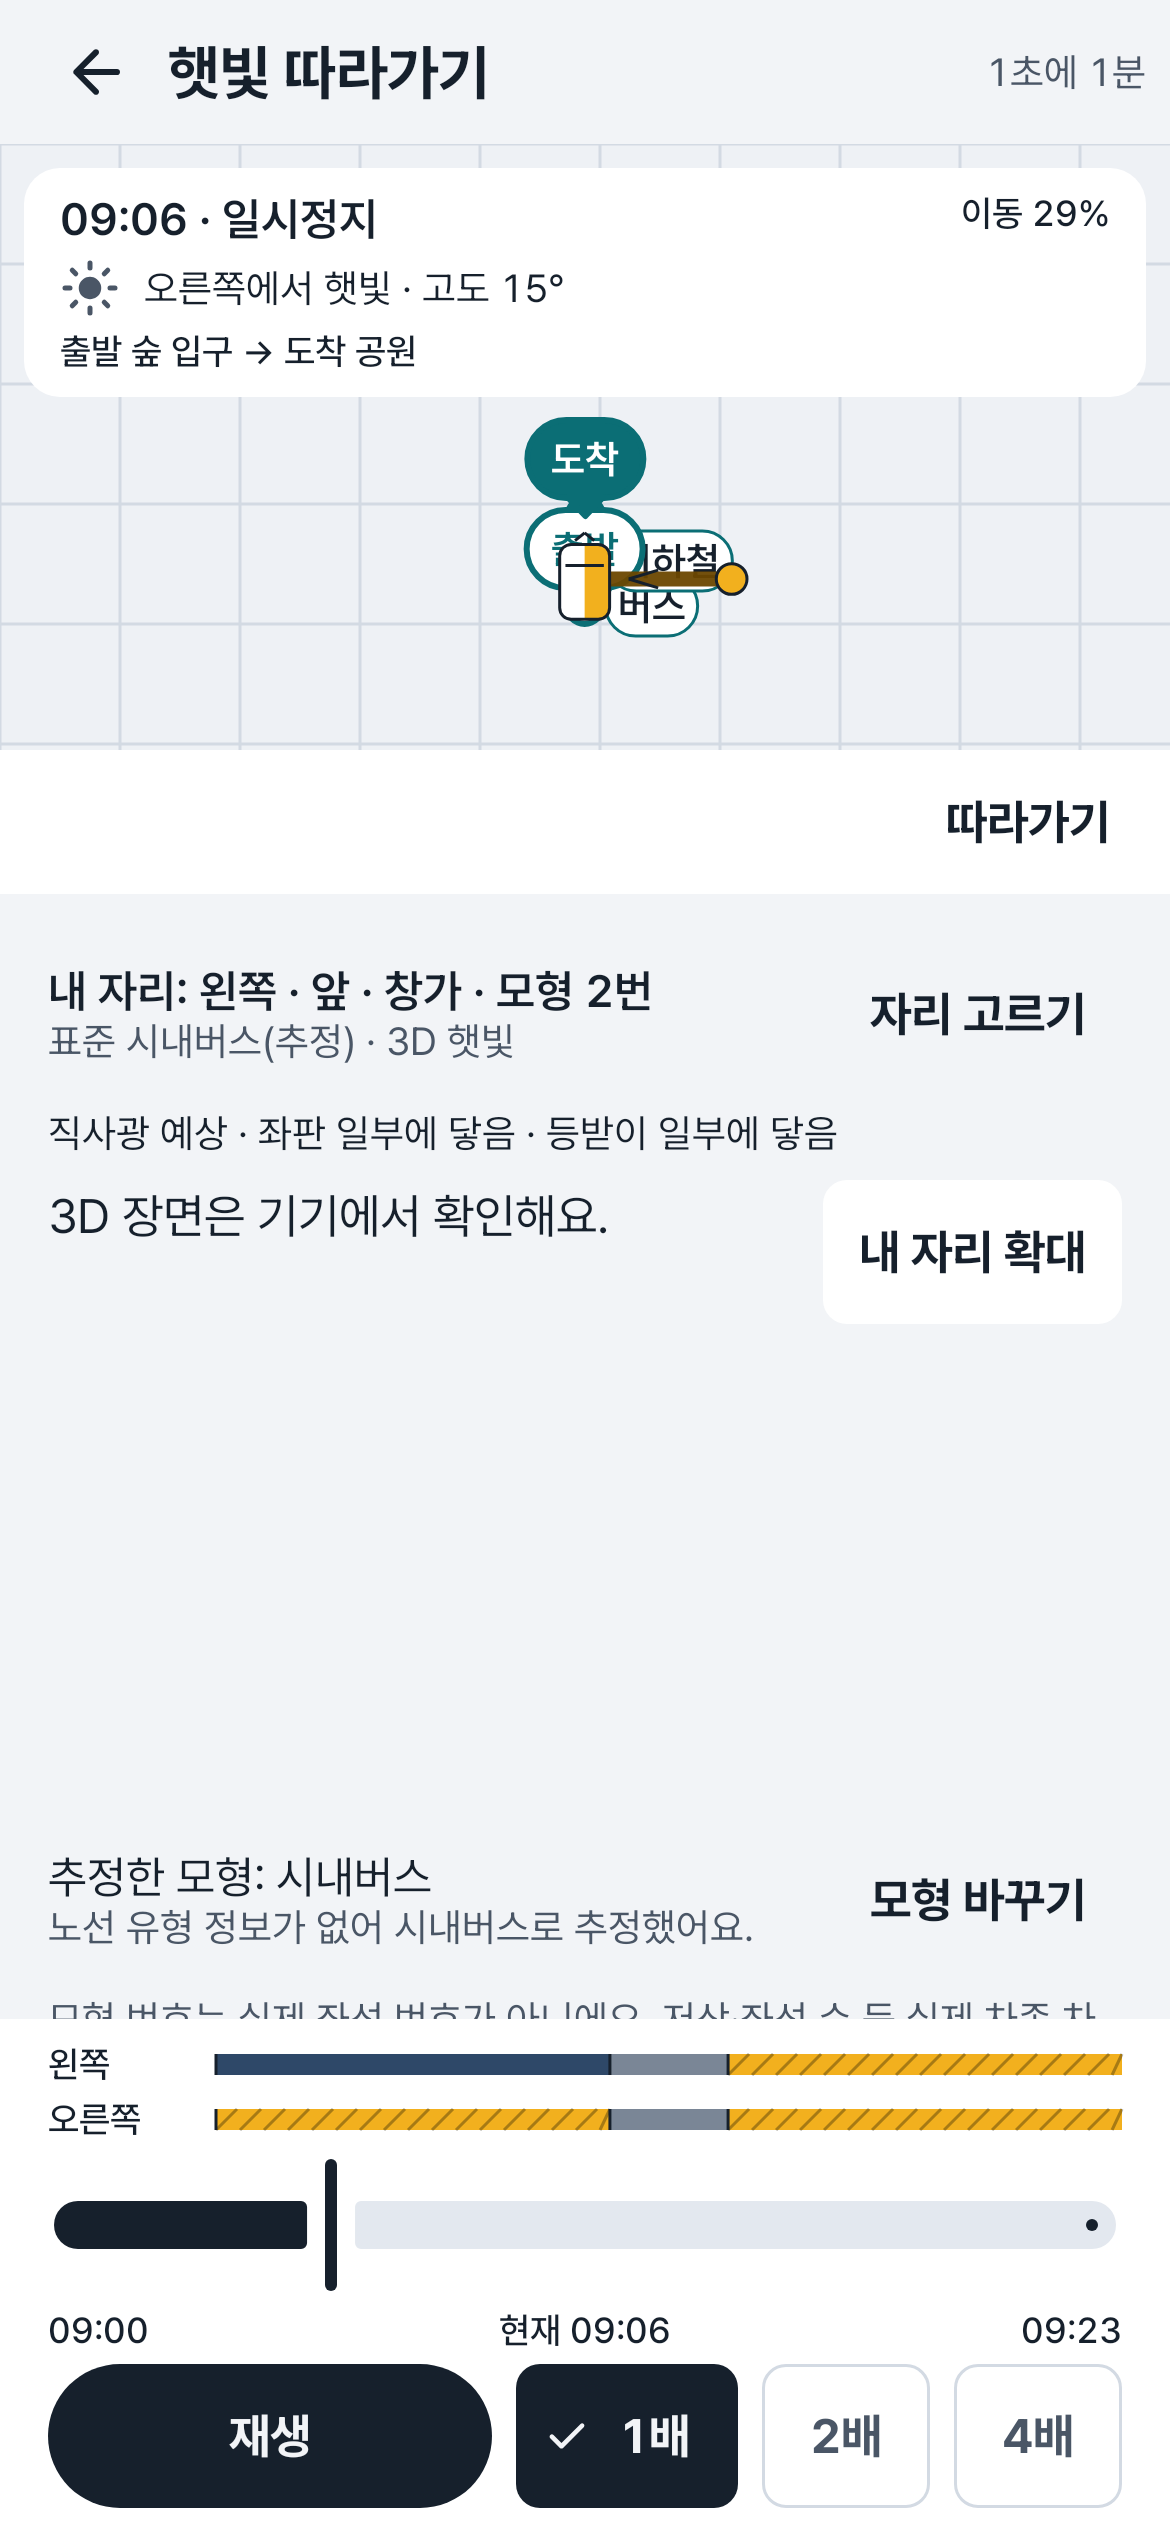 햇빛 따라가기
1초에 1분
09:06 · 일시정지
이동 29%
오른쪽에서 햇빛 · 고도 15°
출발 숲 입구 → 도착 공원
도착
버스
따라가기
내 자리: 왼쪽 · 앞 · 창가 · 모형 2번
표준 시내버스(추정) · 3D 햇빛
자리 고르기
직사광 예상 · 좌판 일부에 닿음 · 등받이 일부에 닿음
3D 장면은 기기에서 확인해요.
내 자리 확대
추정한 모형: 시내버스
노선 유형 정보가 없어 시내버스로 추정했어요.
모형 바꾸기
왼쪽
오른쪽
09:00
현재 09:06
09:23
재생
1배
2배
4배